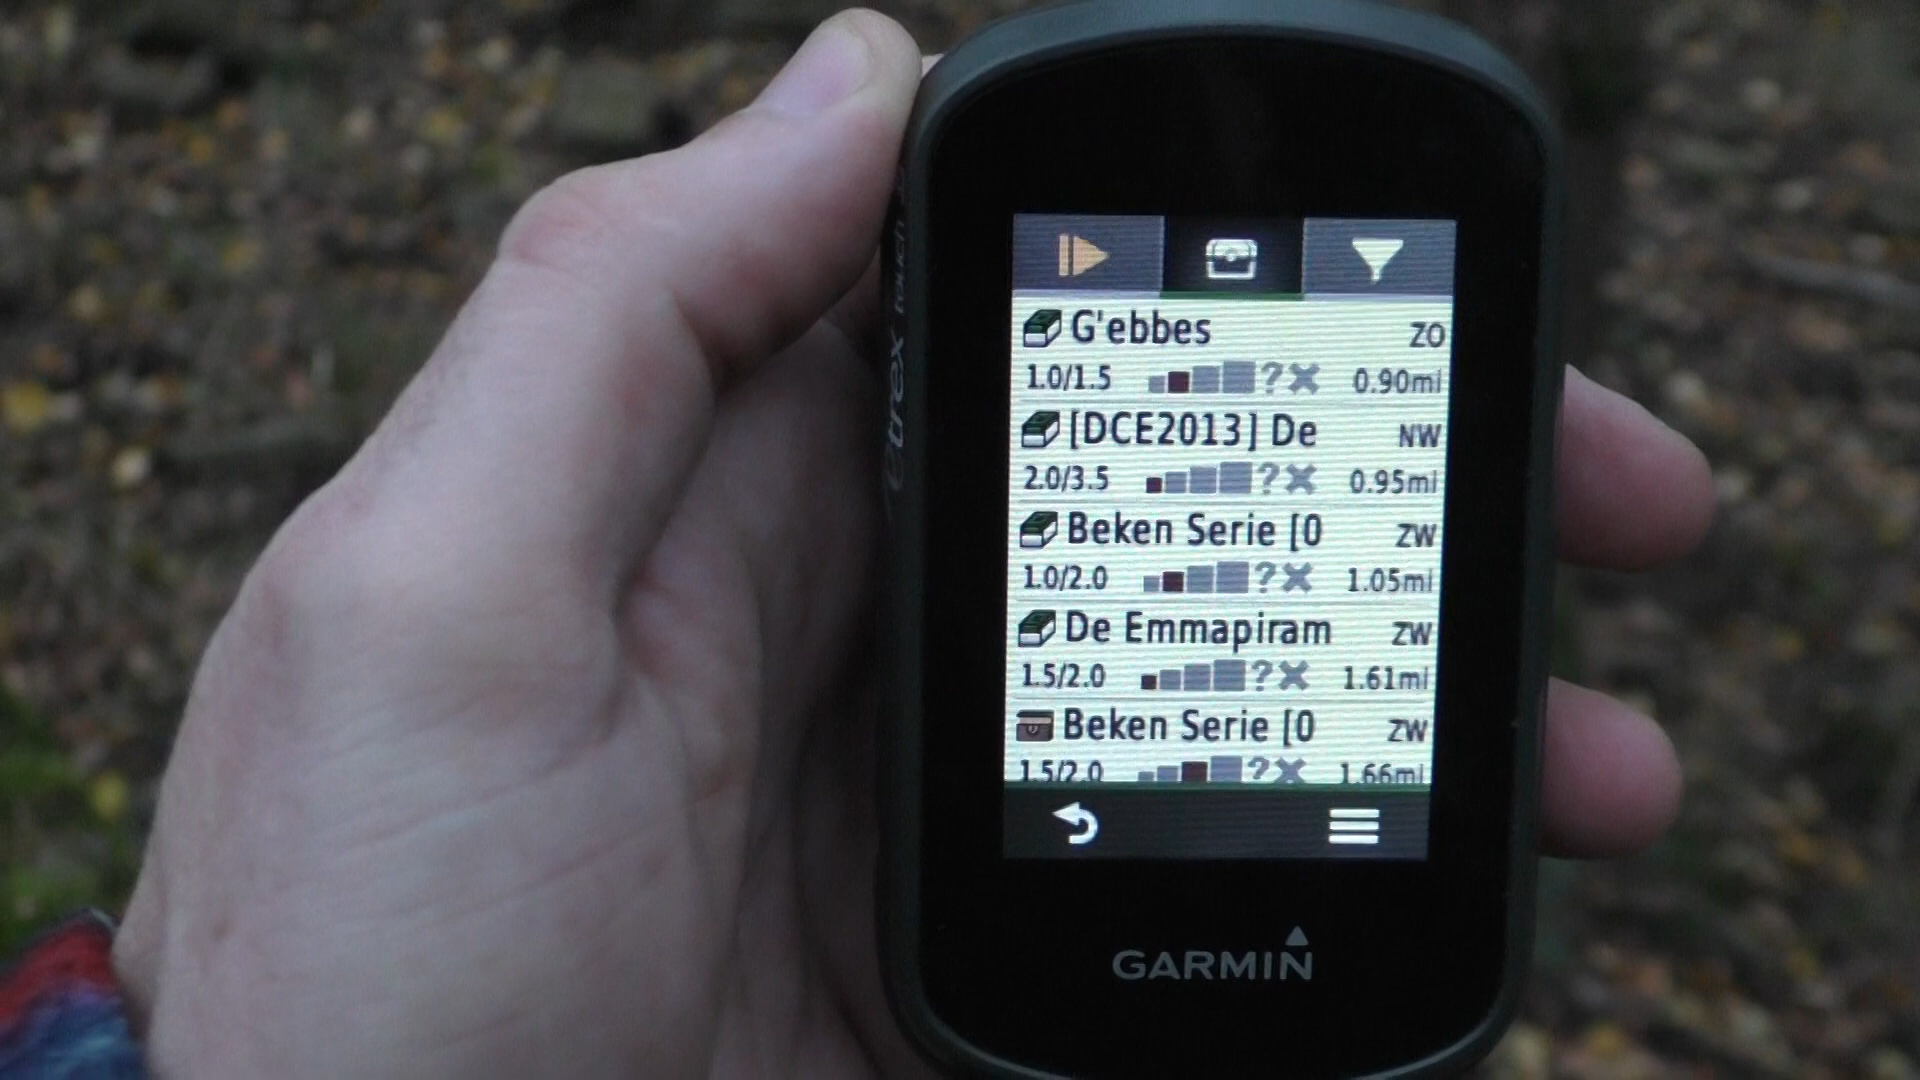 G'ebbes ZO
1.0/1.5 ? 0.90mi
[DCE2013] De NW
2.0/3.5 ? 0.95mi
Beken Serie [0 ZW
1.0/2.0 ? 1.05mi
De Emmapiram ZW
1.5/2.0 ? 1.61mi
Beken Serie [0 ZW
1.5/2.0 ? 1.66mi
GARMIN
etrex touch